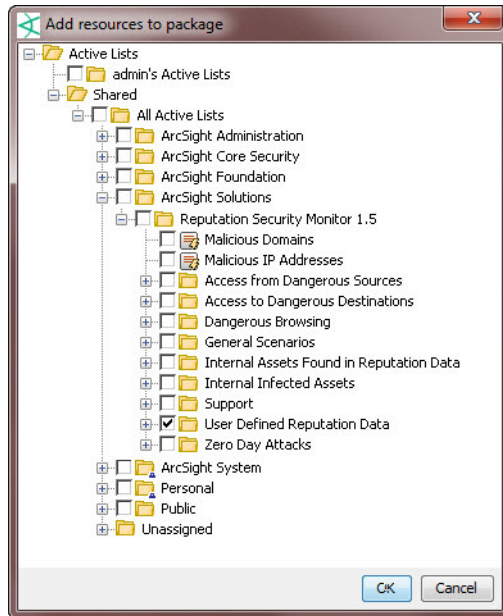 Add resources to package
Active Lists
admin's Active Lists
Shared
All Active Lists
ArcSight Administration
ArcSight Core Security
ArcSight Foundation
ArcSight Solutions
Reputation Security Monitor 1.5
Malicious Domains
Malicious IP Addresses
Access from Dangerous Sources
Access to Dangerous Destinations
Dangerous Browsing
General Scenarios
Internal Assets Found in Reputation Data
Internal Infected Assets
Support
User Defined Reputation Data
Zero Day Attacks
ArcSight System
Personal
Public
Unassigned
OK Cancel